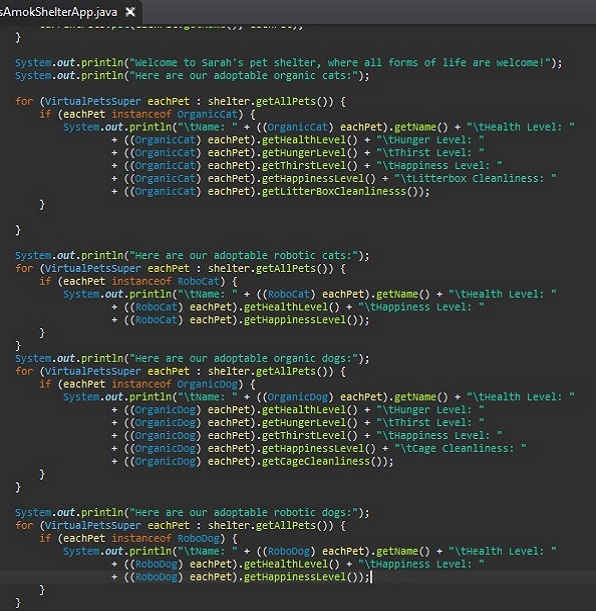 sAmokShelterApp.java
}
System.out.println("Welcome to Sarah's pet shelter, where all forms of life are welcome!");
System.out.println("Here are our adoptable organic cats:");
for (VirtualPetsSuper eachPet : shelter.getAllPets()) {
if (eachPet instanceof OrganicCat) {
System.out.println("\tName: " + ((OrganicCat) eachPet).getName() + "\tHealth Level: "
+ ((OrganicCat) eachPet).getHealthLevel() + "\tHunger Level: "
+ ((OrganicCat) eachPet).getHungerLevel() + "\tThirst Level: "
+ ((OrganicCat) eachPet).getThirstLevel() + "\tHappiness Level: "
+ ((OrganicCat) eachPet).getHappinessLevel() + "\tLitterbox Cleanliness: "
+ ((OrganicCat) eachPet).getLitterBoxCleanlinesss());
}
}
System.out.println("Here are our adoptable robotic cats:");
for (VirtualPetsSuper eachPet : shelter.getAllPets()) {
if (eachPet instanceof RoboCat) {
System.out.println("\tName: " + ((RoboCat) eachPet).getName() + "\tHealth Level: "
+ ((RoboCat) eachPet).getHealthLevel() + "\tHappiness Level: "
+ ((RoboCat) eachPet).getHappinessLevel());
}
}
System.out.println("Here are our adoptable organic dogs:");
for (VirtualPetsSuper eachPet : shelter.getAllPets()) {
if (eachPet instanceof OrganicDog) {
System.out.println("\tName: " + ((OrganicDog) eachPet).getName() + "\tHealth Level: "
+ ((OrganicDog) eachPet).getHealthLevel() + "\tHunger Level: "
+ ((OrganicDog) eachPet).getHungerLevel() + "\tThirst Level: "
+ ((OrganicDog) eachPet).getThirstLevel() + "\tHappiness Level: "
+ ((OrganicDog) eachPet).getHappinessLevel() + "\tCage Cleanliness: "
+ ((OrganicDog) eachPet).getCageCleanliness());
}
}
System.out.println("Here are our adoptable robotic dogs:");
for (VirtualPetsSuper eachPet : shelter.getAllPets()) {
if (eachPet instanceof RoboDog) {
System.out.println("\tName: " + ((RoboDog) eachPet).getName() + "\tHealth Level: "
+ ((RoboDog) eachPet).getHealthLevel() + "\tHappiness Level: "
+ ((RoboDog) eachPet).getHappinessLevel());
}
}